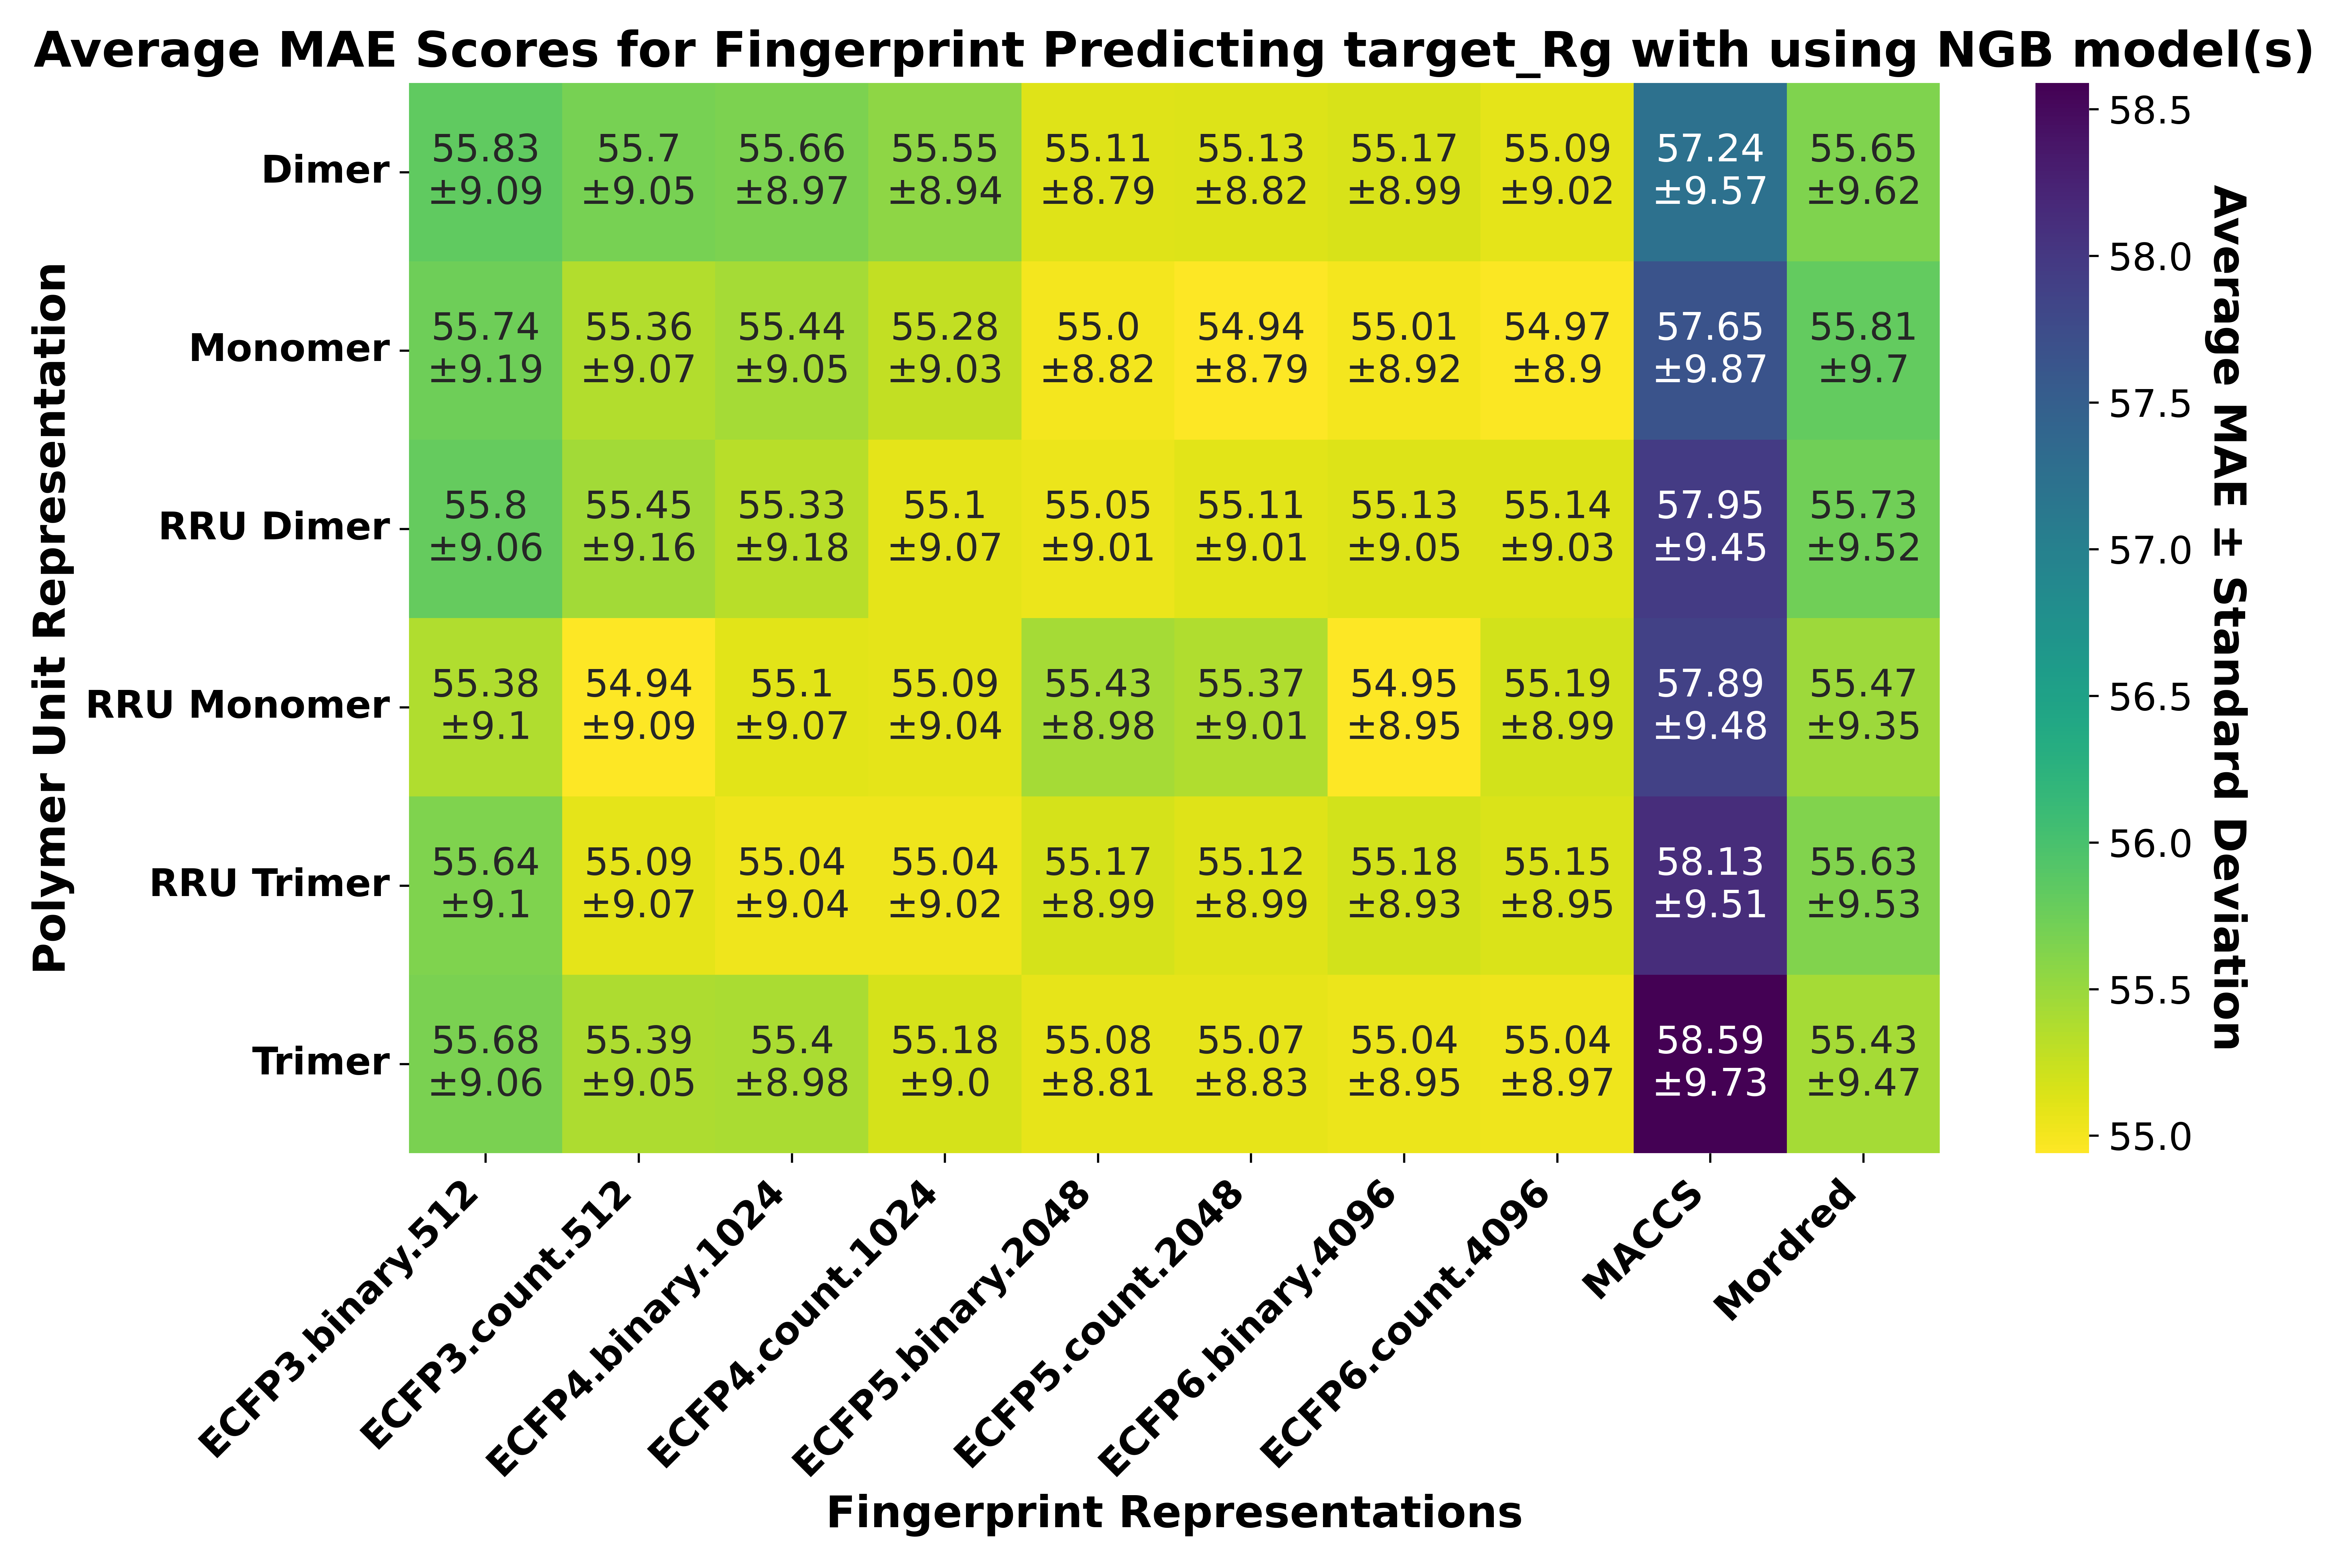 Average MAE Scores for Fingerprint Predicting target_Rg with using NGB model(s)
Polymer Unit Representation
Dimer
55.83 55.7 55.66 55.55 55.11 55.13 55.17 55.09 57.24 55.65
±9.09 ±9.05 ±8.97 ±8.94 ±8.79 ±8.82 ±8.99 ±9.02 ±9.57 ±9.62
Monomer
55.74 55.36 55.44 55.28 55.0 54.94 55.01 54.97 57.65 55.81
±9.19 ±9.07 ±9.05 ±9.03 ±8.82 ±8.79 ±8.92 ±8.9 ±9.87 ±9.7
RRU Dimer
55.8 55.45 55.33 55.1 55.05 55.11 55.13 55.14 57.95 55.73
±9.06 ±9.16 ±9.18 ±9.07 ±9.01 ±9.01 ±9.05 ±9.03 ±9.45 ±9.52
RRU Monomer
55.38 54.94 55.1 55.09 55.43 55.37 54.95 55.19 57.89 55.47
±9.1 ±9.09 ±9.07 ±9.04 ±8.98 ±9.01 ±8.95 ±8.99 ±9.48 ±9.35
RRU Trimer
55.64 55.09 55.04 55.04 55.17 55.12 55.18 55.15 58.13 55.63
±9.1 ±9.07 ±9.04 ±9.02 ±8.99 ±8.99 ±8.93 ±8.95 ±9.51 ±9.53
Trimer
55.68 55.39 55.4 55.18 55.08 55.07 55.04 55.04 58.59 55.43
±9.06 ±9.05 ±8.98 ±9.0 ±8.81 ±8.83 ±8.95 ±8.97 ±9.73 ±9.47
ECFP3.binary.512
ECFP3.count.512
ECFP4.binary.1024
ECFP4.count.1024
ECFP5.binary.2048
ECFP5.count.2048
ECFP6.binary.4096
ECFP6.count.4096
MACCS
Mordred
Fingerprint Representations
58.5
58.0
57.5
57.0
56.5
56.0
55.5
55.0
Average MAE ± Standard Deviation